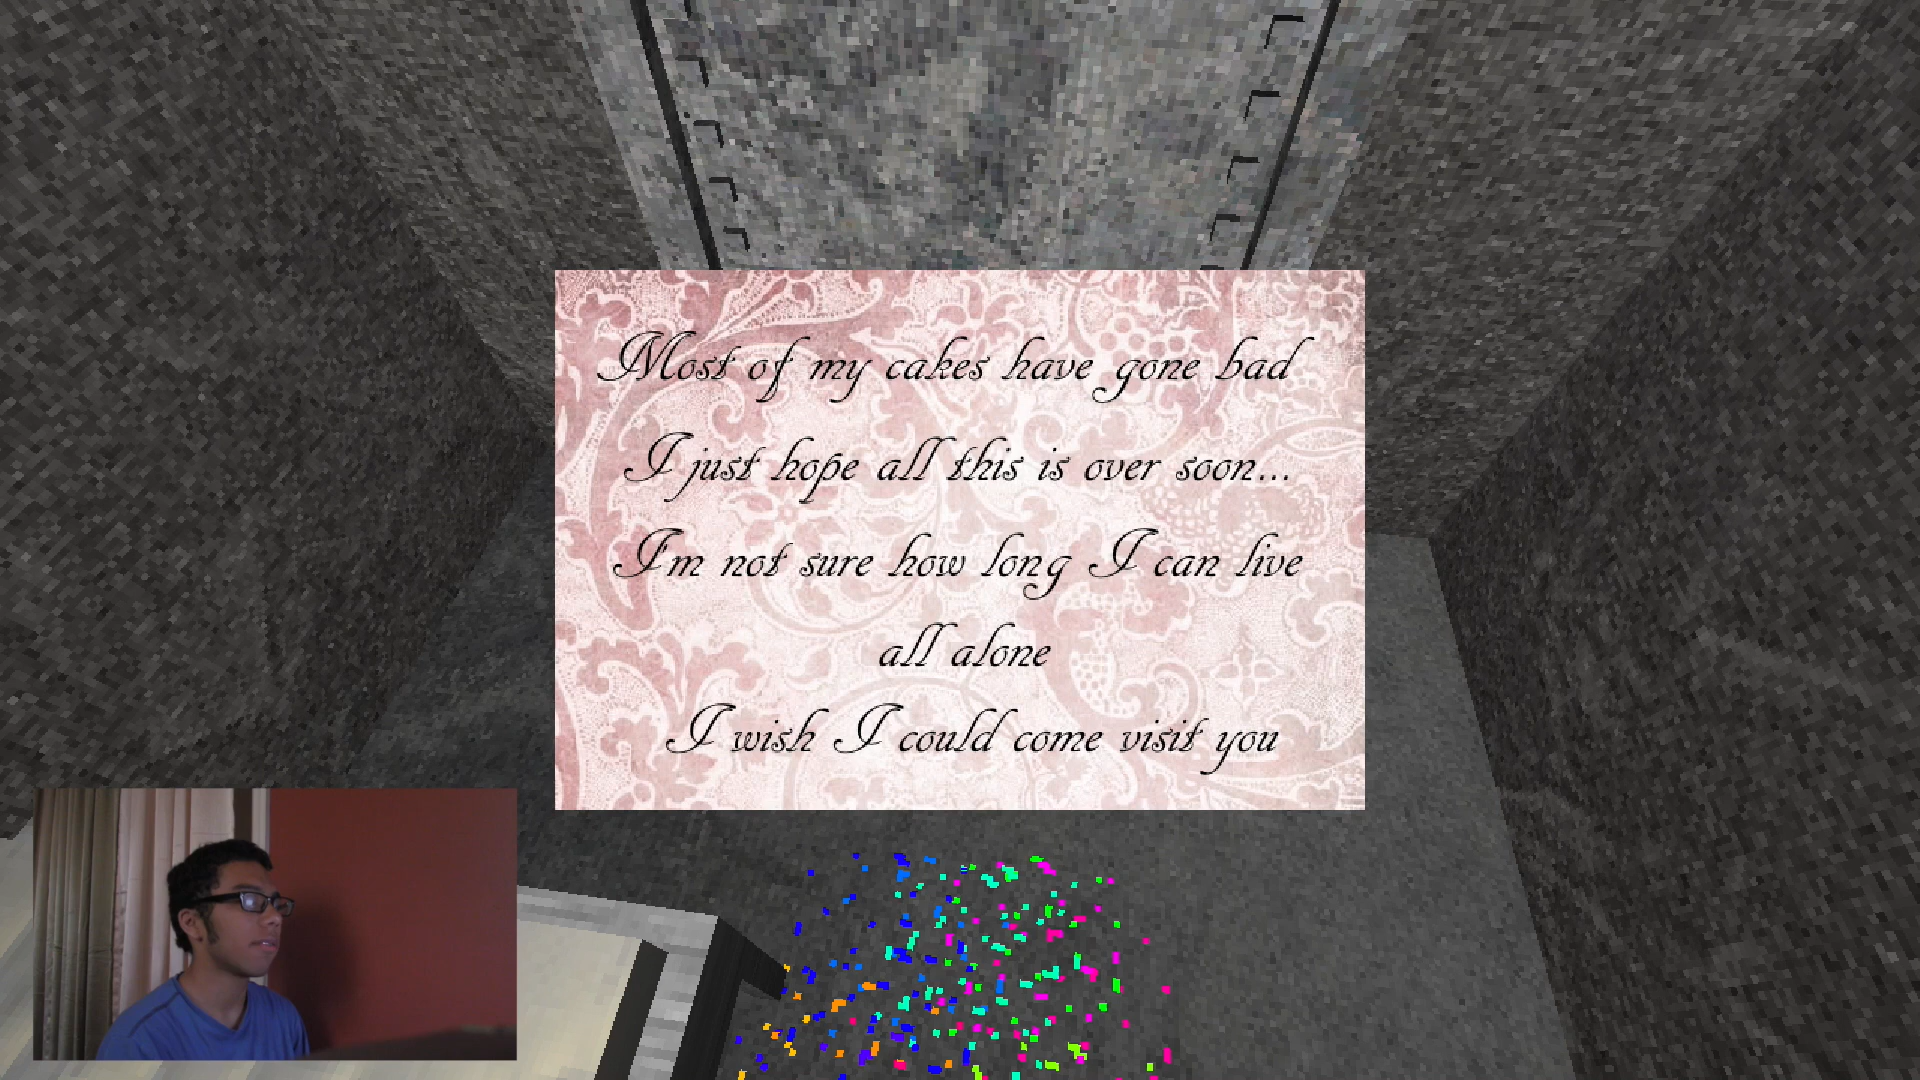 Most of my cakes have gone bad
I just hope all this is over soon...
I'm not sure how long I can live
all alone
I wish I could come visit you